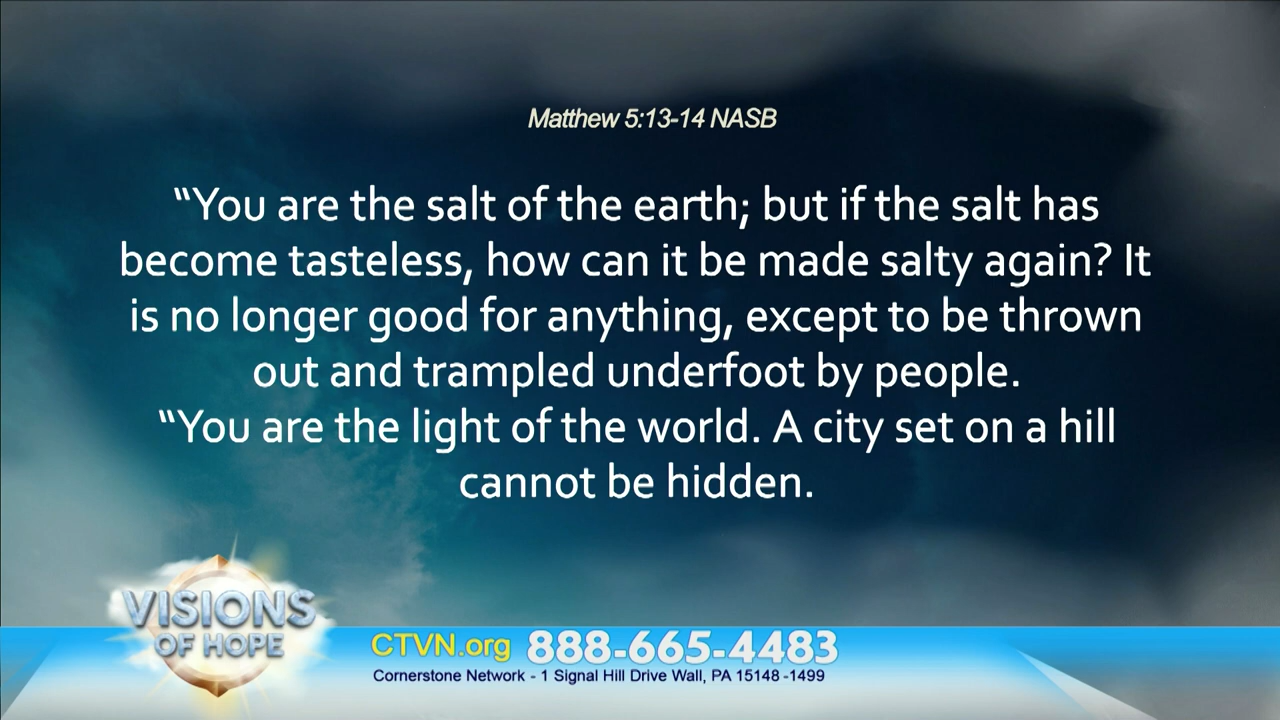 Matthew 5:13-14 NASB
“You are the salt of the earth; but if the salt has
become tasteless, how can it be made salty again? It
is no longer good for anything, except to be thrown
out and trampled underfoot by people.
“You are the light of the world. A city set on a hill
cannot be hidden.
VISIONS
OF HOPE
CTVN.org 888-665-4483
Cornerstone Network - 1 Signal Hill Drive Wall, PA 15148 -1499